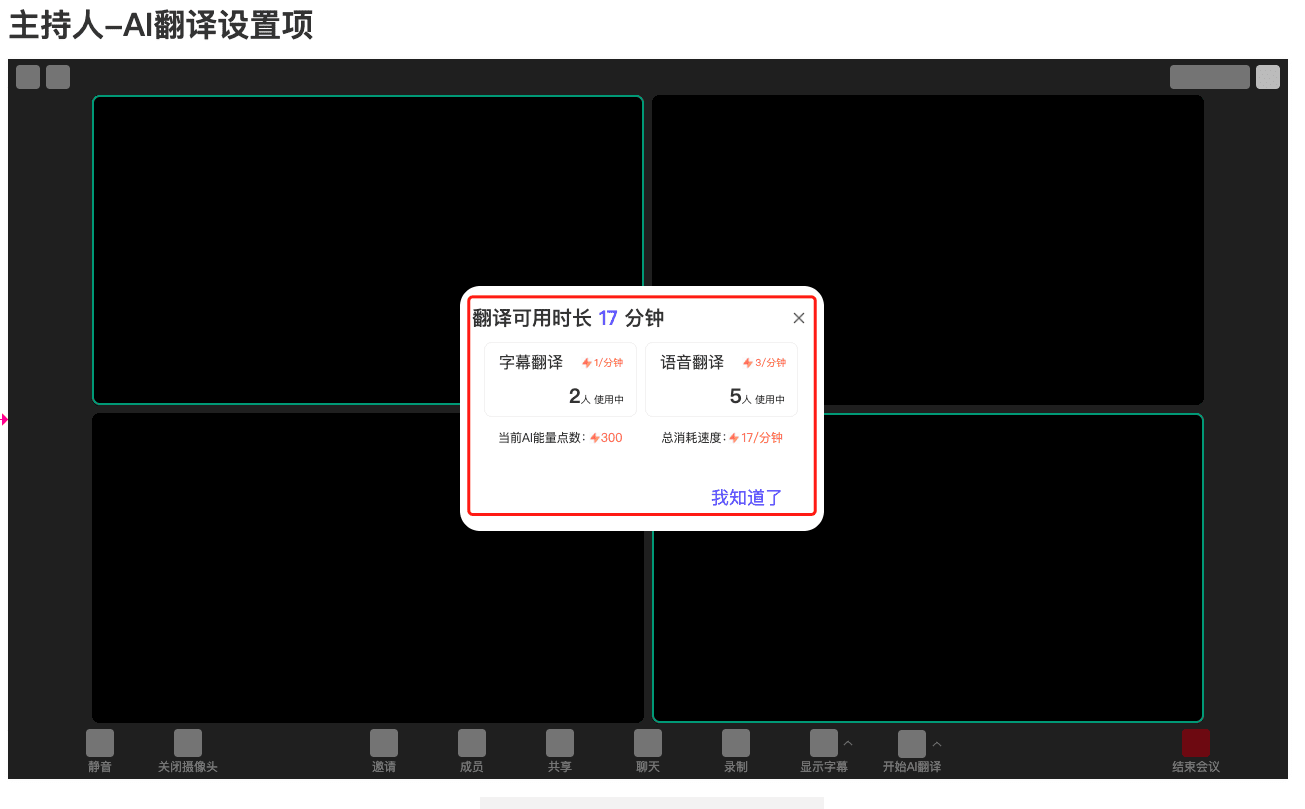 主持人–AI翻译设置项
翻译可用时长 17 分钟
字幕翻译 1/分钟
2人 使用中
语音翻译 3/分钟
5人 使用中
当前AI能量点数：300
总消耗速度：17/分钟
我知道了
静音
关闭摄像头
邀请
成员
共享
聊天
录制
显示字幕
开始AI翻译
结束会议